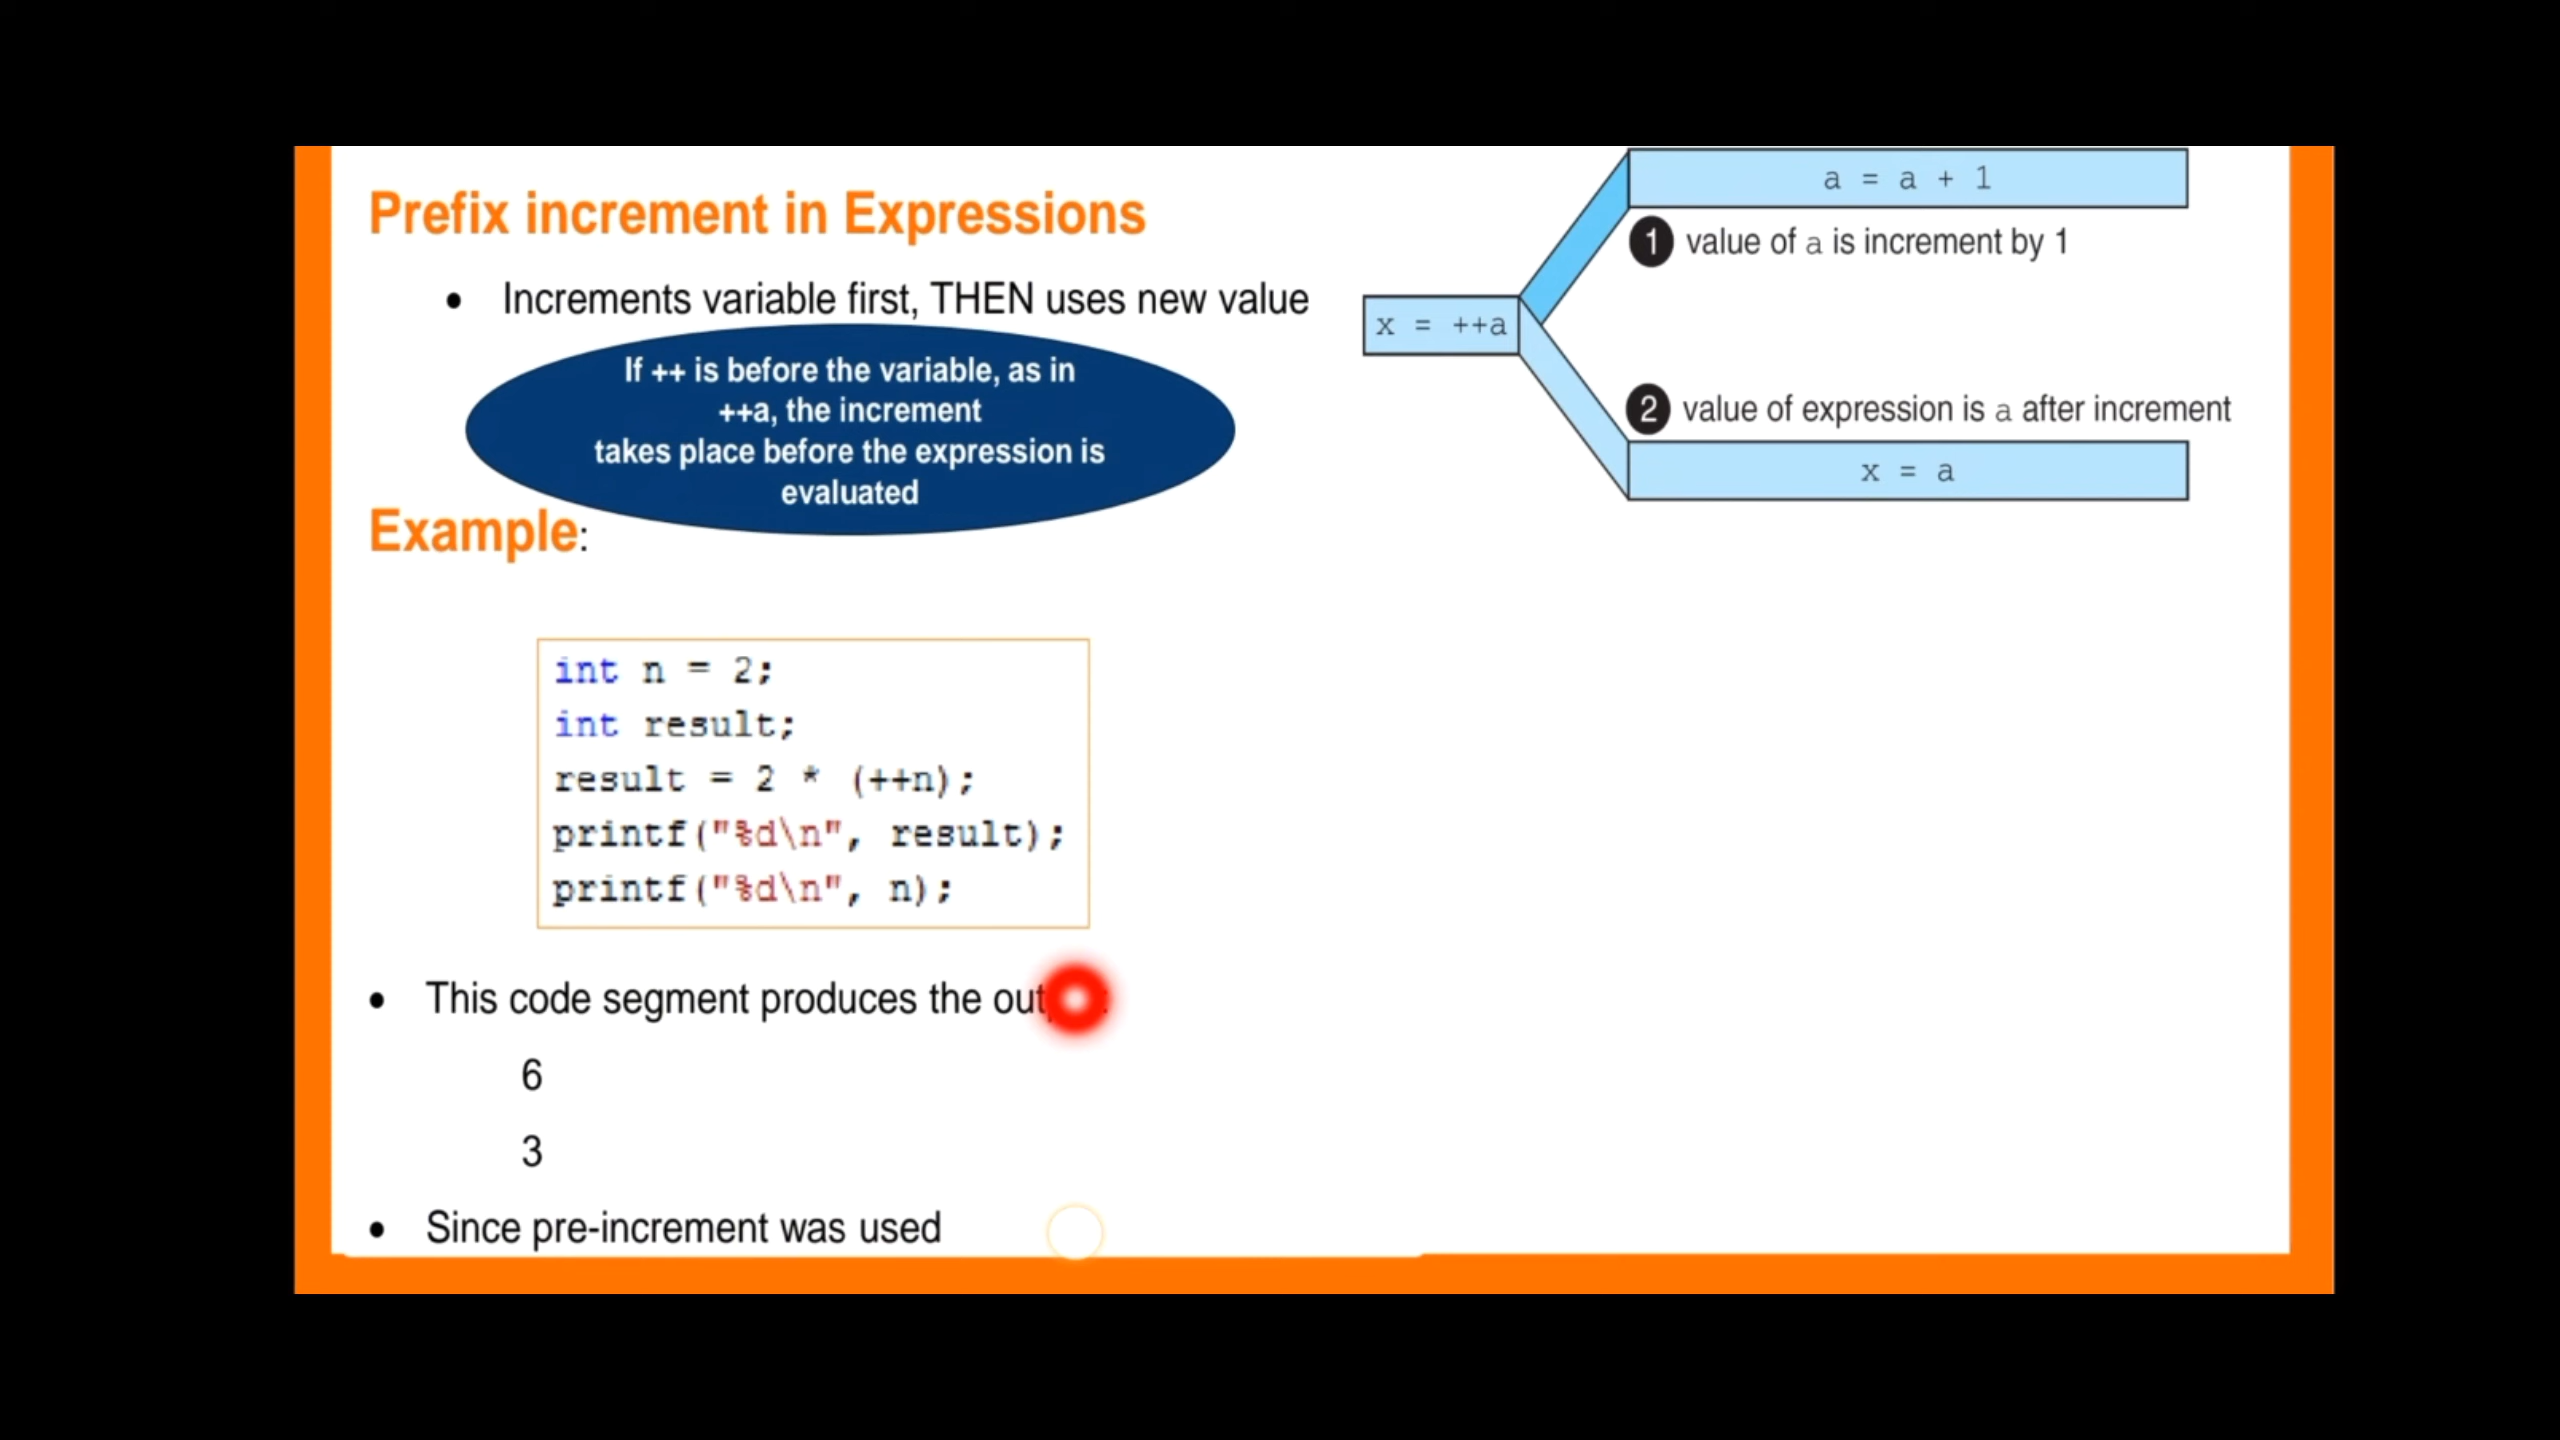 Prefix increment in Expressions
• Increments variable first, THEN uses new value
If ++ is before the variable, as in
++a, the increment
takes place before the expression is
evaluated
a = a + 1
1 value of a is increment by 1
x = ++a
2 value of expression is a after increment
x = a
Example:
int n = 2;
int result;
result = 2 * (++n);
printf("%d\n", result);
printf("%d\n", n);
• This code segment produces the
6
3
• Since pre-increment was used